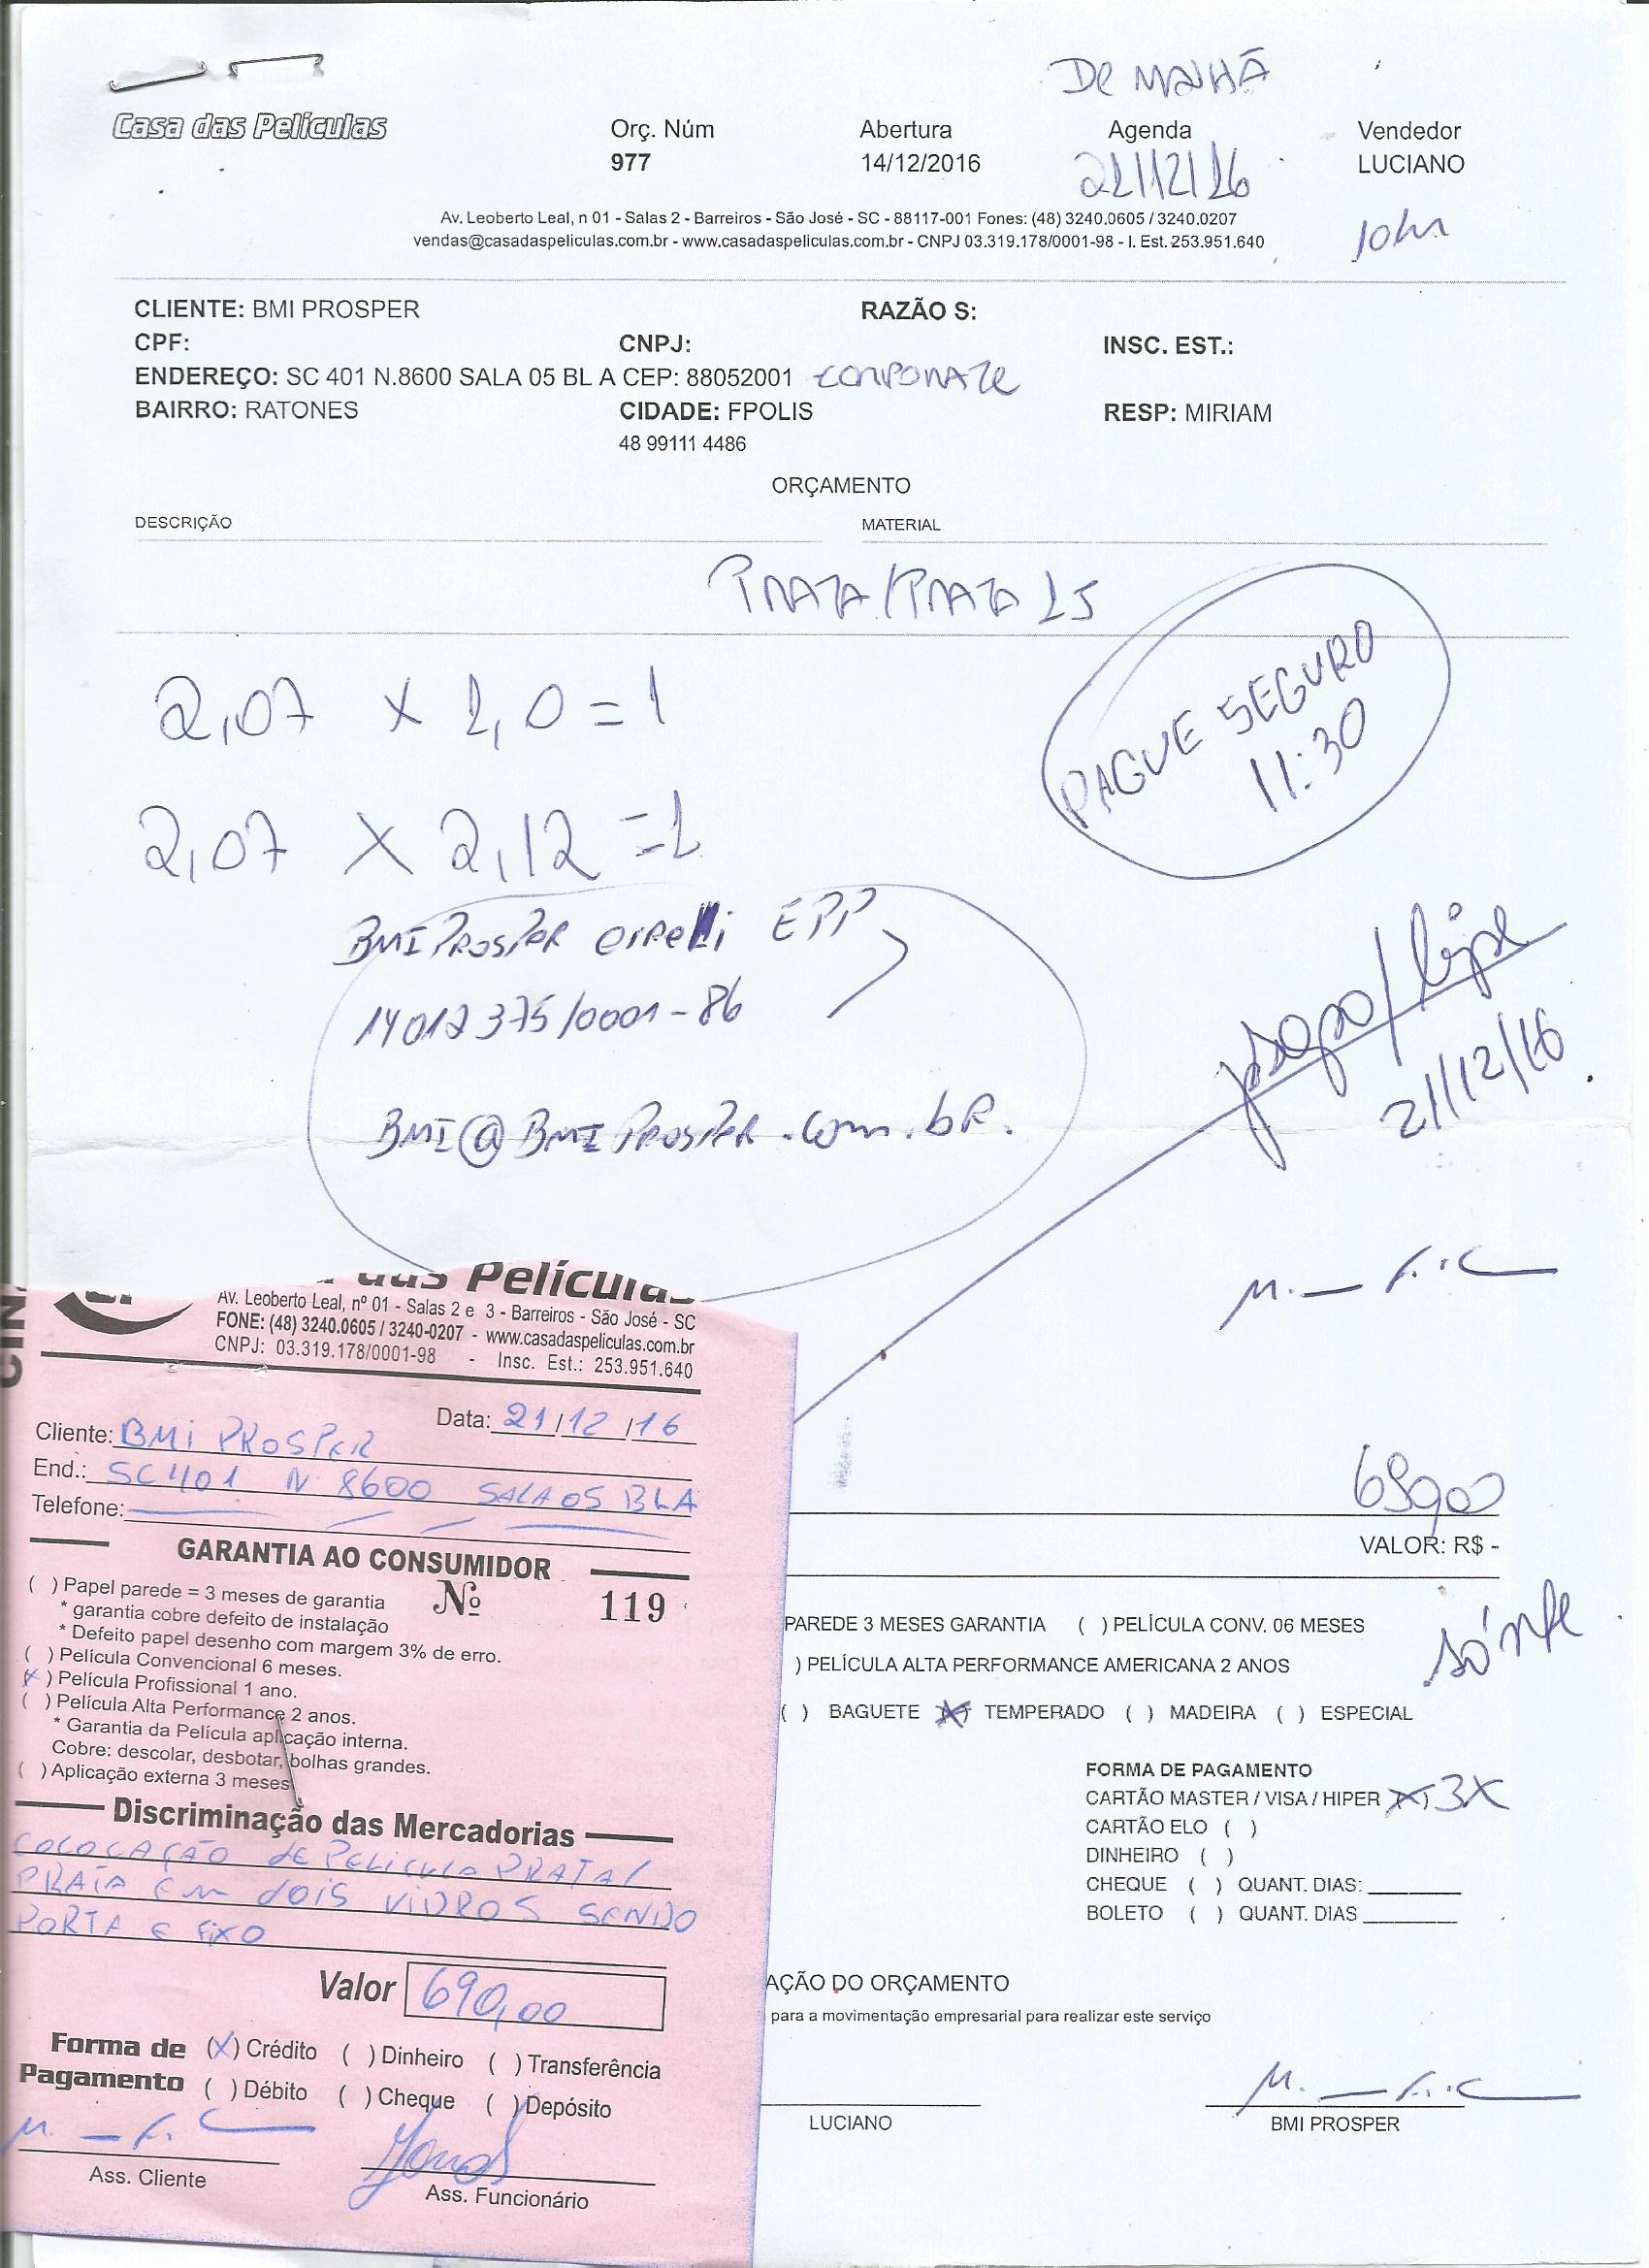 DE MANHÃ
Casa das Películas
Orç. Núm Abertura Agenda Vendedor
977 14/12/2016 21/12/16 LUCIANO
Av. Leoberto Leal, n 01 - Salas 2 - Barreiros - São José - SC - 88117-001 Fones: (48) 3240.0605 / 3240.0207
vendas@casadaspeliculas.com.br - www.casadaspeliculas.com.br - CNPJ 03.319.178/0001-98 - I. Est. 253.951.640
CLIENTE: BMI PROSPER RAZÃO S:
CPF: CNPJ: INSC. EST.:
ENDEREÇO: SC 401 N.8600 SALA 05 BL A CEP: 88052001 CORPORATE
BAIRRO: RATONES CIDADE: FPOLIS RESP: MIRIAM
48 99111 4486
ORÇAMENTO
DESCRIÇÃO MATERIAL
PRATA/PRATA 25
PAGUE SEGURO
11:30
2,07 x 1,0 = 1
2,07 x 2,12 = 1
BMI PROSPER eireli EPP
14012375/0001-86
BMI@BMIPROSPER.com.bR.
21/12/16
69000
VALOR: R$ -
PAREDE 3 MESES GARANTIA ( ) PELÍCULA CONV. 06 MESES
) PELÍCULA ALTA PERFORMANCE AMERICANA 2 ANOS
( ) BAGUETE (X) TEMPERADO ( ) MADEIRA ( ) ESPECIAL
FORMA DE PAGAMENTO
CARTÃO MASTER / VISA / HIPER (X) 3X
CARTÃO ELO ( )
DINHEIRO ( )
CHEQUE ( ) QUANT. DIAS:
BOLETO ( ) QUANT. DIAS
AÇÃO DO ORÇAMENTO
para a movimentação empresarial para realizar este serviço
LUCIANO BMI PROSPER
das Películas
Av. Leoberto Leal, nº 01 - Salas 2 e 3 - Barreiros - São José - SC
FONE: (48) 3240.0605 / 3240-0207 - www.casadaspeliculas.com.br
CNPJ: 03.319.178/0001-98 - Insc. Est.: 253.951.640
Data: 21/12/16
Cliente: BMI PROSPER
End.: SC401 N 8600 SALA 05 BLA
Telefone:
GARANTIA AO CONSUMIDOR
Nº 119
( ) Papel parede = 3 meses de garantia
* garantia cobre defeito de instalação
* Defeito papel desenho com margem 3% de erro.
( ) Película Convencional 6 meses.
(x) Película Profissional 1 ano.
( ) Película Alta Performance 2 anos.
* Garantia da Película aplicação interna.
Cobre: descolar, desbotar, bolhas grandes.
( ) Aplicação externa 3 meses
Discriminação das Mercadorias
COLOCAÇÃO de PELICULA PRATA/
PRATA Em dois VIDROS SENDO
PORTA E FIXO
Valor 690,00
Forma de Pagamento
(X) Crédito ( ) Dinheiro ( ) Transferência
( ) Débito ( ) Cheque ( ) Depósito
Ass. Cliente Ass. Funcionário